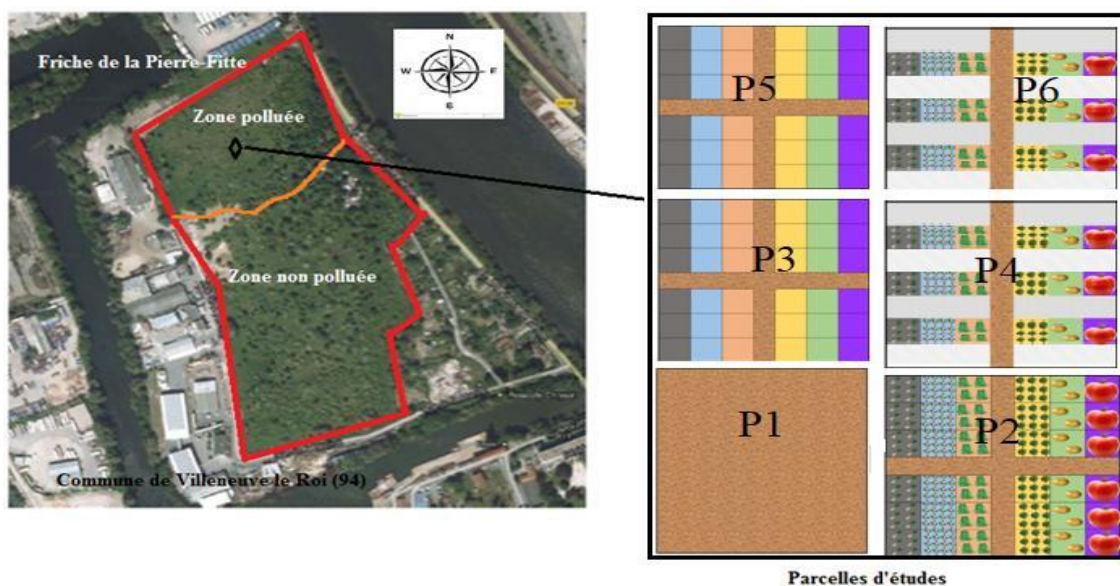 Friche de la Pierre-Fitte
N
W E
S
Zone polluée
Zone non polluée
Commune de Villeneuve le Roi (94)
P5
P6
P3
P4
P1
P2
Parcelles d'études